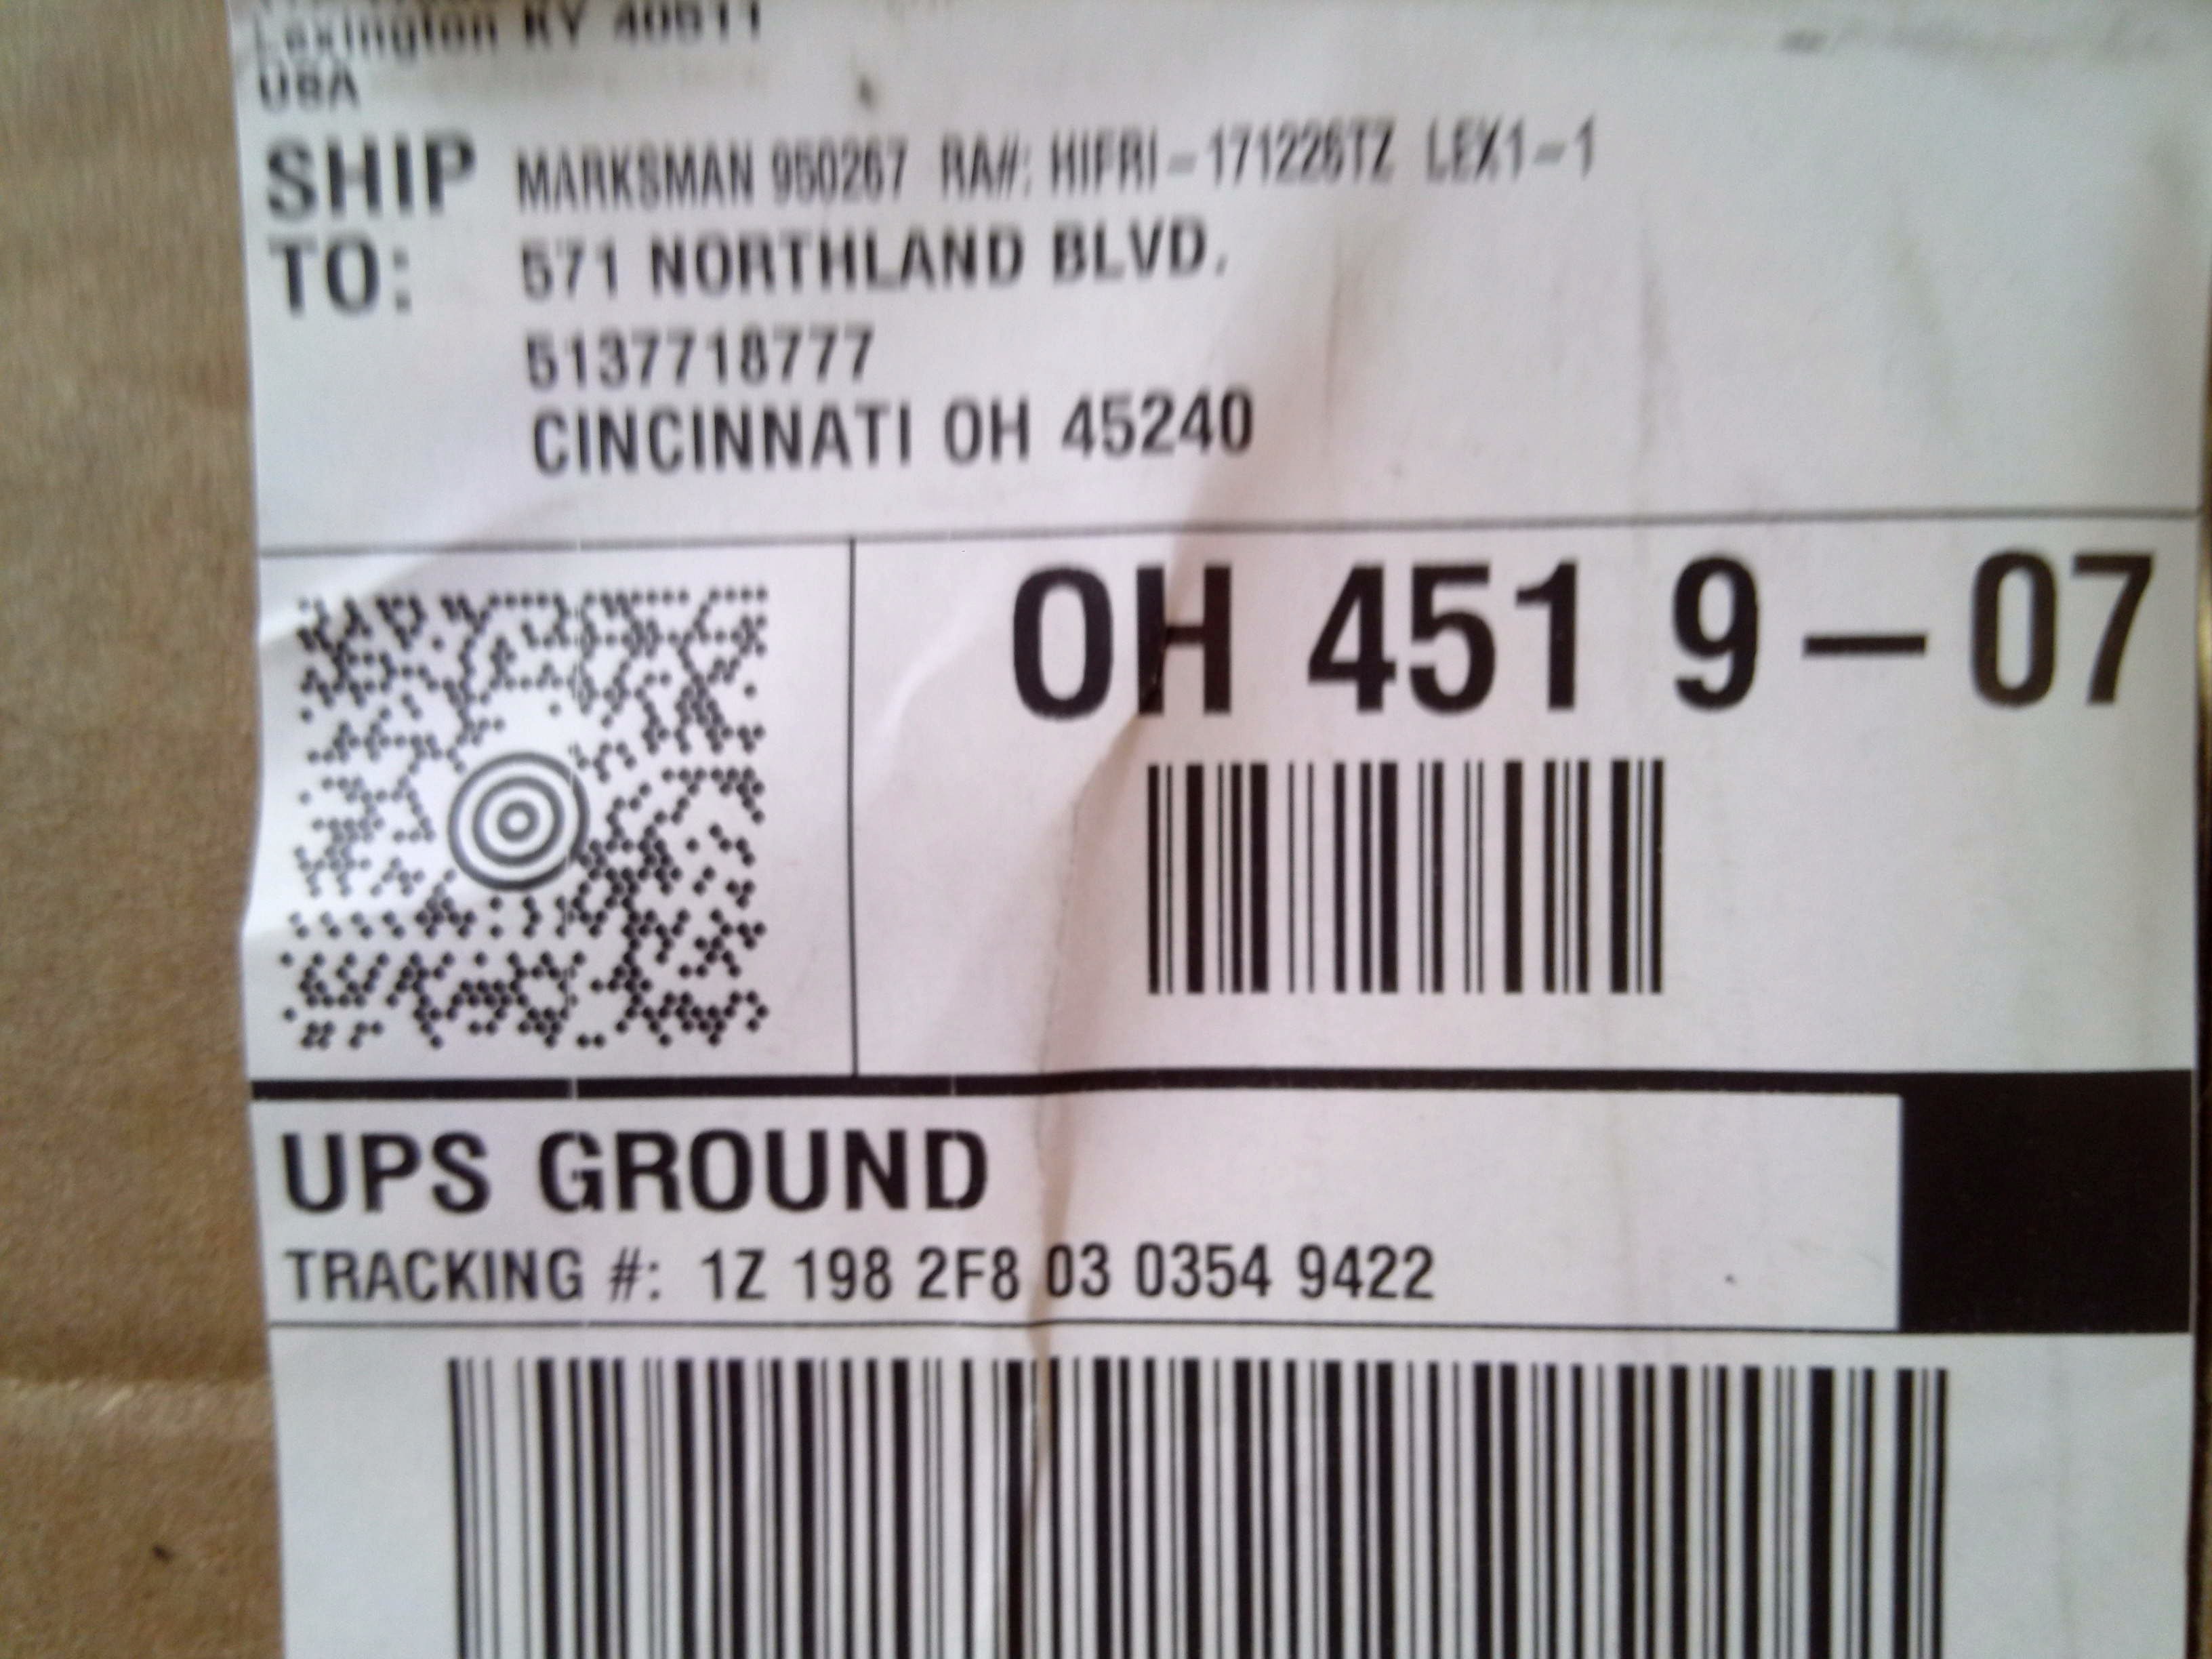 Lexington KY 40511
USA
SHIP TO:
MARKSMAN 950267 RA#: HIFRI-171226TZ LEX1-1
571 NORTHLAND BLVD.
5137718777
CINCINNATI OH 45240
OH 451 9-07
UPS GROUND
TRACKING #: 1Z 198 2F8 03 0354 9422